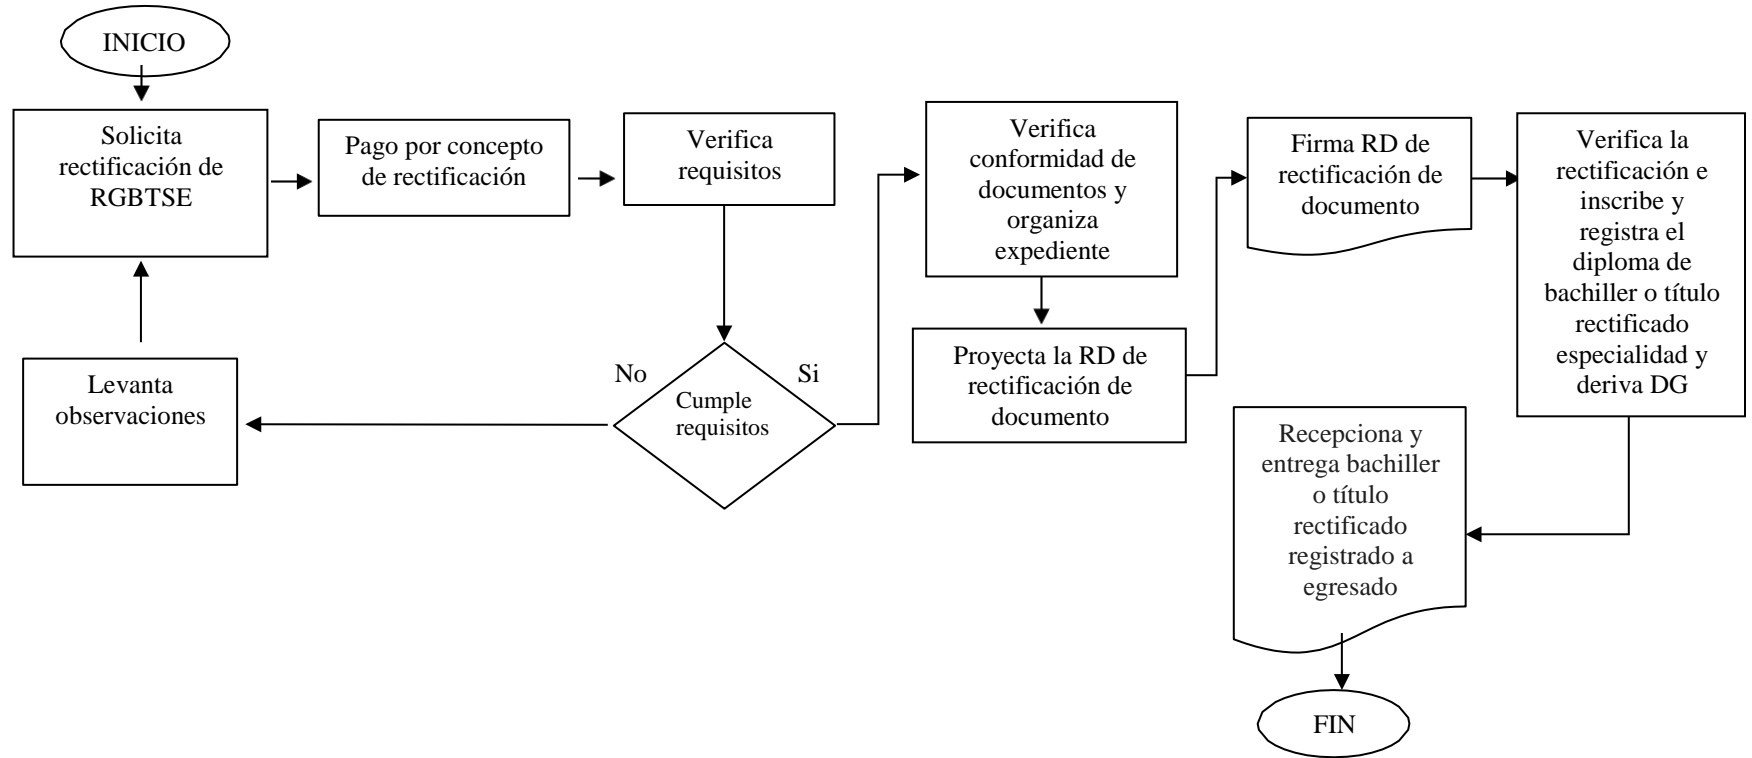 INICIO
Solicita
rectificación de
RGBTSE
Pago por concepto
de rectificación
Verifica
requisitos
No
Si
Cumple
requisitos
Levanta
observaciones
Verifica
conformidad de
documentos y
organiza
expediente
Proyecta la RD de
rectificación de
documento
Firma RD de
rectificación de
documento
Verifica la
rectificación e
inscribe y
registra el
diploma de
bachiller o título
rectificado
especialidad y
deriva DG
Recepciona y
entrega bachiller
o título
rectificado
registrado a
egresado
FIN